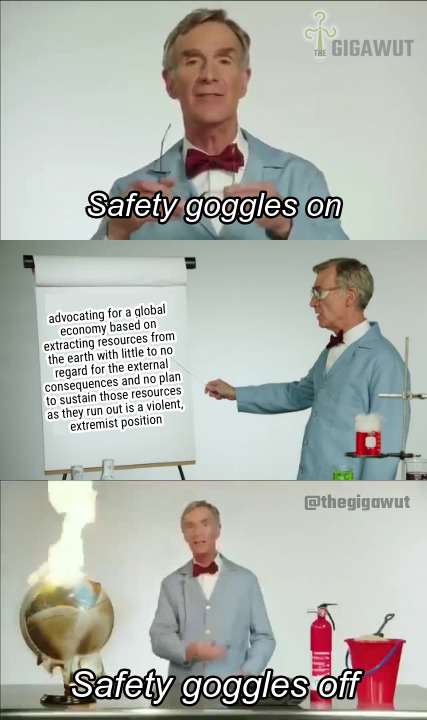 THE GIGAWUT
Safety goggles on
advocating for a global
economy based on
extracting resources from
the earth with little to no
regard for the external
consequences and no plan
to sustain those resources
as they run out is a violent,
extremist position
@thegigawut
Safety goggles off